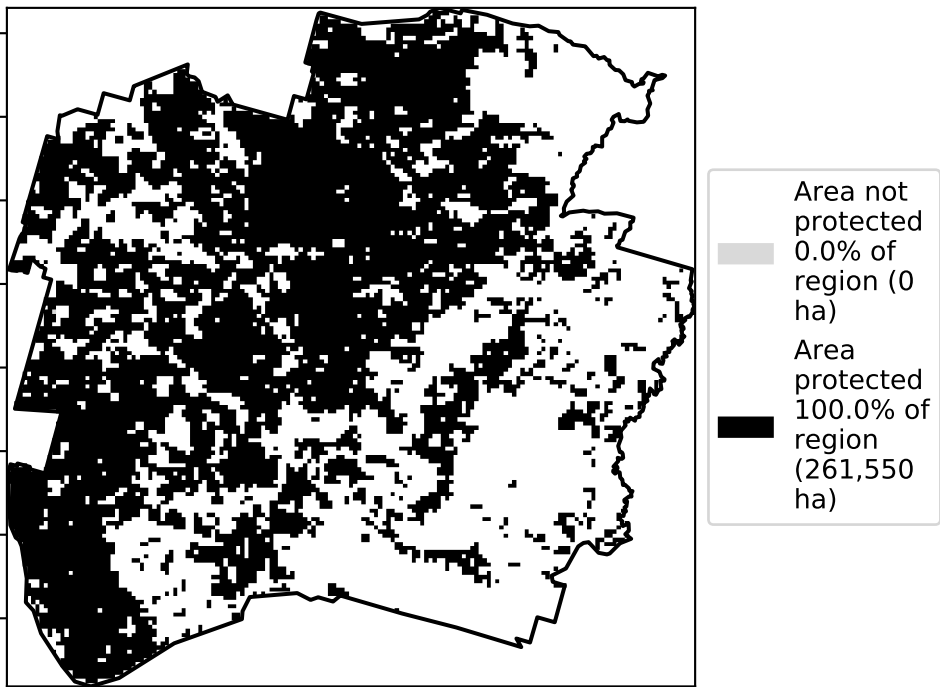 Area not
protected
0.0% of
region (0
ha)
Area
protected
100.0% of
region
(261,550
ha)